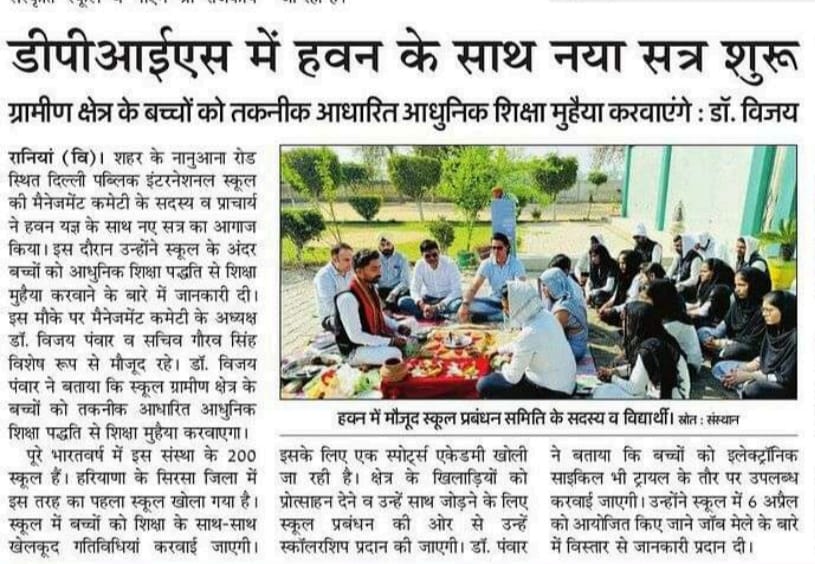 डीपीआईएस में हवन के साथ नया सत्र शुरू
ग्रामीण क्षेत्र के बच्चों को तकनीक आधारित आधुनिक शिक्षा मुहैया करवाएंगे : डॉ. विजय
रानियां (वि)। शहर के नानुआना रोड
स्थित दिल्ली पब्लिक इंटरनेशनल स्कूल
की मैनेजमेंट कमेटी के सदस्य व प्राचार्य
ने हवन यज्ञ के साथ नए सत्र का आगाज
किया। इस दौरान उन्होंने स्कूल के अंदर
बच्चों को आधुनिक शिक्षा पद्धति से शिक्षा
मुहैया करवाने के बारे में जानकारी दी।
इस मौके पर मैनेजमेंट कमेटी के अध्यक्ष
डॉ. विजय पंवार व सचिव गौरव सिंह
विशेष रूप से मौजूद रहे। डॉ. विजय
पंवार ने बताया कि स्कूल ग्रामीण क्षेत्र के
बच्चों को तकनीक आधारित आधुनिक
शिक्षा पद्धति से शिक्षा मुहैया करवाएगा।
पूरे भारतवर्ष में इस संस्था के 200
स्कूल हैं। हरियाणा के सिरसा जिला में
इस तरह का पहला स्कूल खोला गया है।
स्कूल में बच्चों को शिक्षा के साथ-साथ
खेलकूद गतिविधियां करवाई जाएगी।
हवन में मौजूद स्कूल प्रबंधन समिति के सदस्य व विद्यार्थी। स्रोत : संस्थान
इसके लिए एक स्पोर्ट्स एकेडमी खोली
जा रही है। क्षेत्र के खिलाड़ियों को
प्रोत्साहन देने व उन्हें साथ जोड़ने के लिए
स्कूल प्रबंधन की ओर से उन्हें
स्कॉलरशिप प्रदान की जाएगी। डॉ. पंवार
ने बताया कि बच्चों को इलेक्ट्रॉनिक
साइकिल भी ट्रायल के तौर पर उपलब्ध
करवाई जाएगी। उन्होंने स्कूल में 6 अप्रैल
को आयोजित किए जाने जॉब मेले के बारे
में विस्तार से जानकारी प्रदान दी।